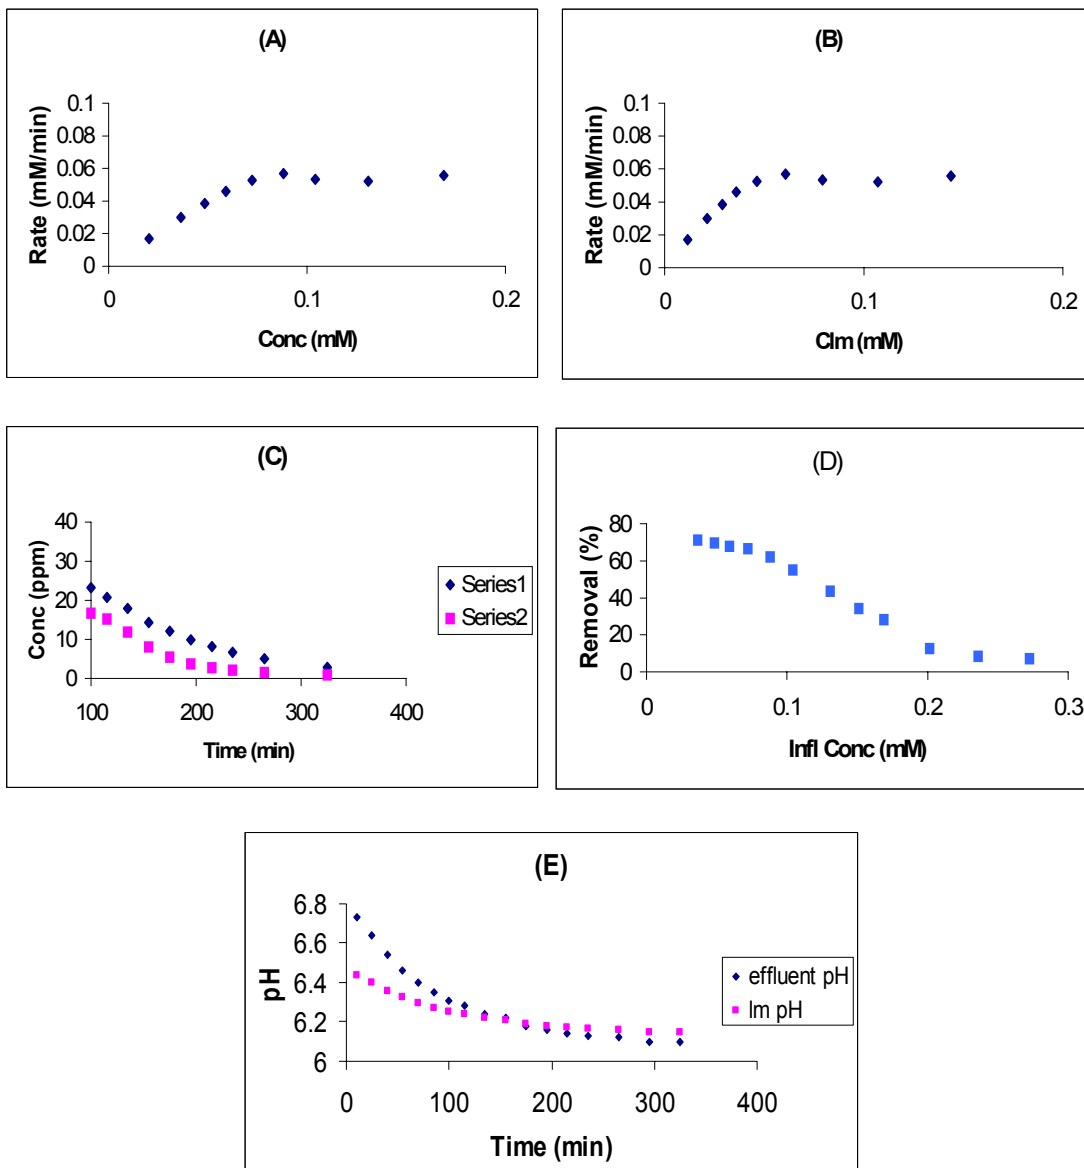 (A)
0.1
0.08
0.06
0.04
0.02
0
Rate (mM/min)
0 0.1 0.2
Conc (mM)
(B)
0.1
0.08
0.06
0.04
0.02
0
Rate (mM/min)
0 0.1 0.2
Clm (mM)
(C)
40
30
20
10
0
Conc (ppm)
100 200 300 400
Time (min)
Series1
Series2
(D)
80
60
40
20
0
Removal (%)
0 0.1 0.2 0.3
Infl Conc (mM)
(E)
6.8
6.6
6.4
6.2
6
pH
0 100 200 300 400
Time (min)
effluent pH
lm pH